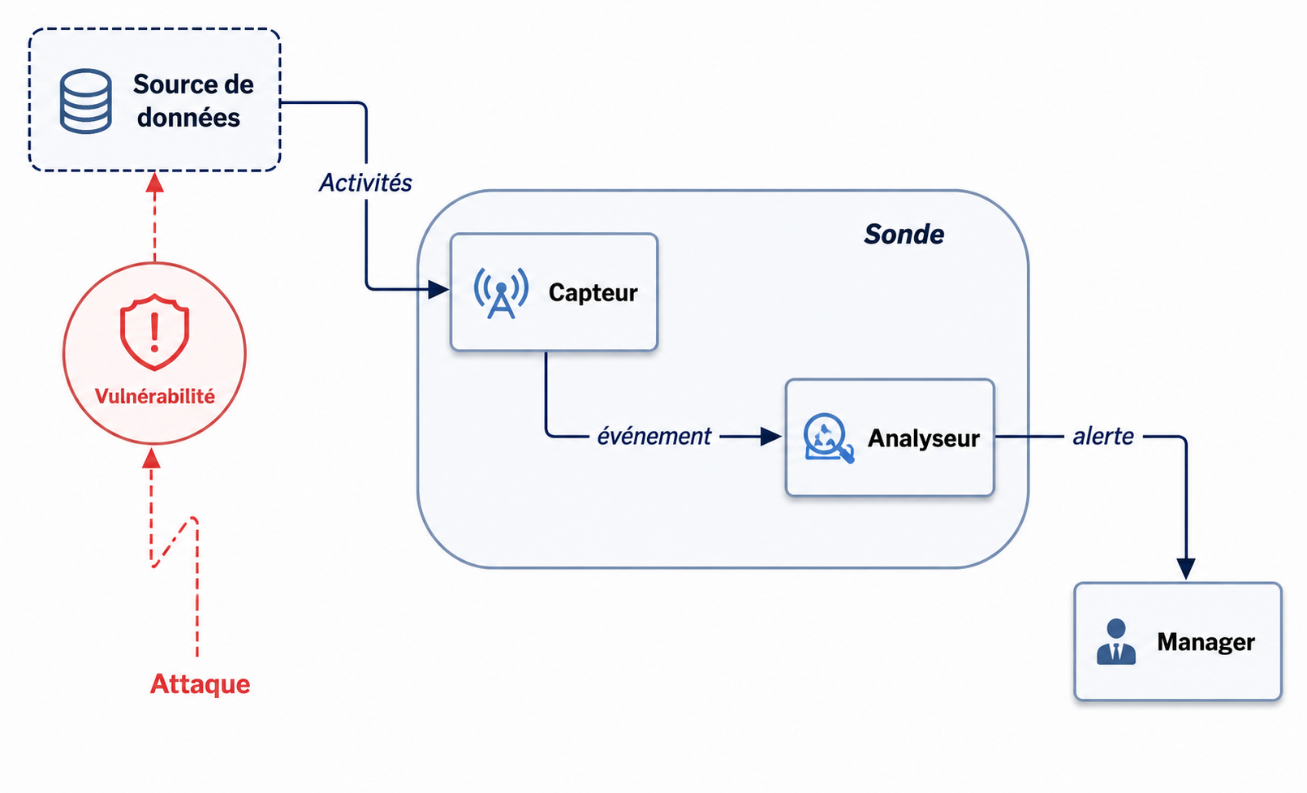 Source de
données
Activités
Sonde
Capteur
Vulnérabilité
événement
Analyseur
alerte
Manager
Attaque